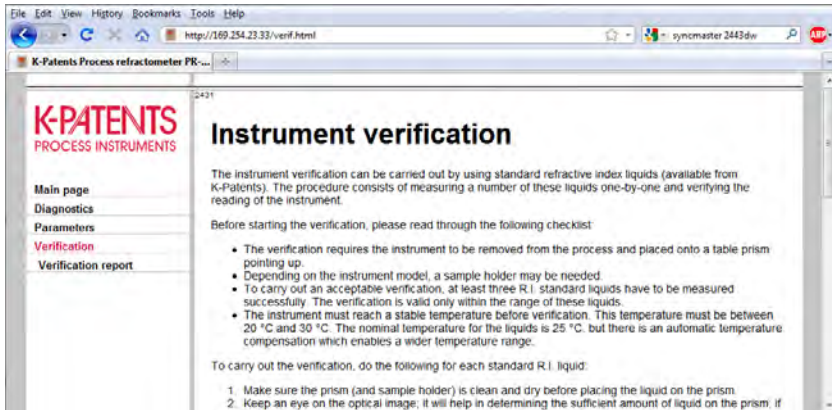 File Edit View History Bookmarks Tools Help
http://169.254.23.33/verif.html
syncmaster 2443dw
ABP
K-Patents Process refractometer PR-...
2431
K-PATENTS
PROCESS INSTRUMENTS
Main page
Diagnostics
Parameters
Verification
Verification report
Instrument verification
The instrument verification can be carried out by using standard refractive index liquids (available from
K-Patents). The procedure consists of measuring a number of these liquids one-by-one and verifying the
reading of the instrument.
Before starting the verification, please read through the following checklist:
• The verification requires the instrument to be removed from the process and placed onto a table prism
pointing up.
• Depending on the instrument model, a sample holder may be needed.
• To carry out an acceptable verification, at least three R.I. standard liquids have to be measured
successfully. The verification is valid only within the range of these liquids.
• The instrument must reach a stable temperature before verification. This temperature must be between
20 °C and 30 °C. The nominal temperature for the liquids is 25 °C, but there is an automatic temperature
compensation which enables a wider temperature range.
To carry out the verification, do the following for each standard R.I. liquid:
1. Make sure the prism (and sample holder) is clean and dry before placing the liquid on the prism.
2. Keep an eye on the optical image; it will help in determining the sufficient amount of liquid on the prism; if